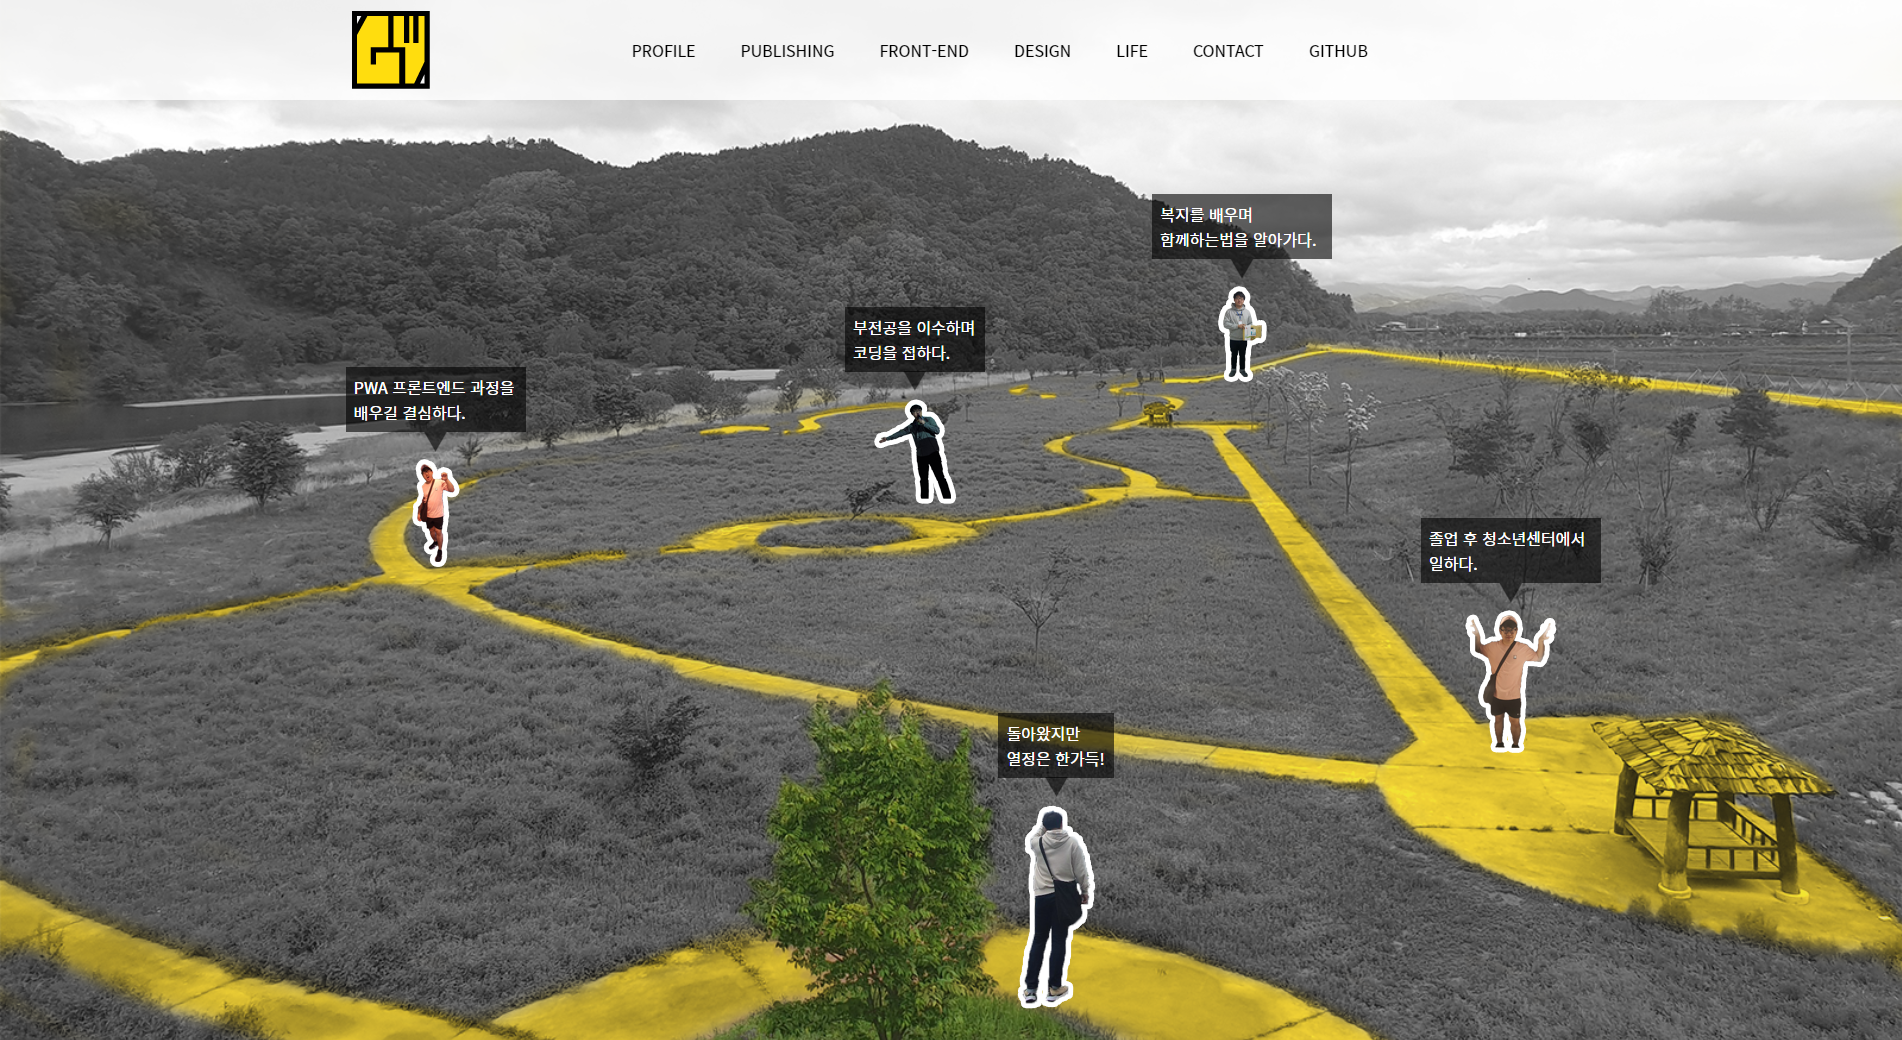 PROFILE
PUBLISHING
FRONT-END
DESIGN
LIFE
CONTACT
GITHUB
복지를 배우며
함께하는법을 알아가다.
부전공을 이수하며
코딩을 접하다.
PWA 프론트엔드 과정을
배우길 결심하다.
졸업 후 청소년센터에서
일하다.
돌아왔지만
열정은 한가득!